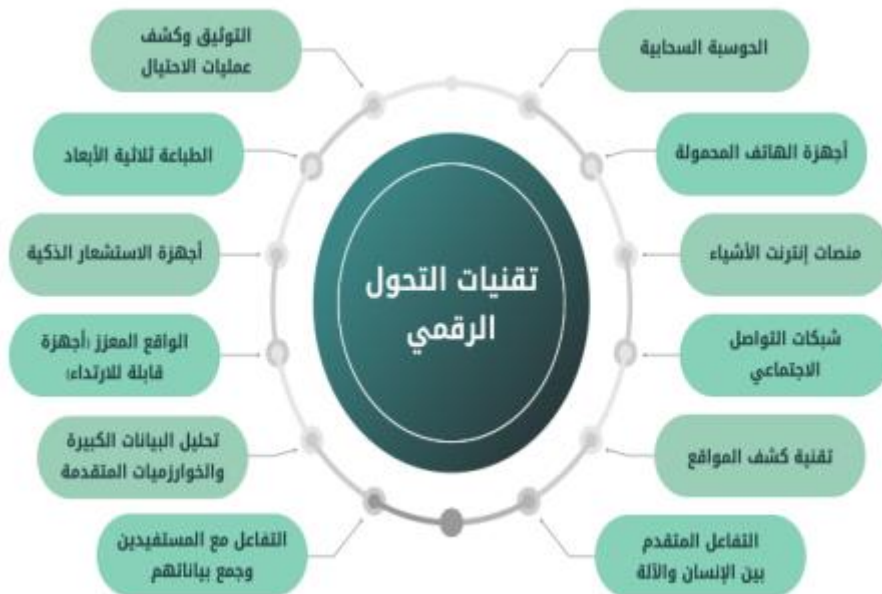 تقنيات التحول
الرقمي
الحوسبة السحابية
أجهزة الهاتف المحمولة
منصات إنترنت الأشياء
شبكات التواصل
الاجتماعي
تقنية كشف المواقع
التفاعل المتقدم
بين الإنسان والآلة
التوثيق وكشف
عمليات الاحتيال
الطباعة ثلاثية الأبعاد
أجهزة الاستشعار الذكية
الواقع المعزز (أجهزة
قابلة للارتداء)
تحليل البيانات الكبيرة
والخوارزميات المتقدمة
التفاعل مع المستفيدين
وجمع بياناتهم